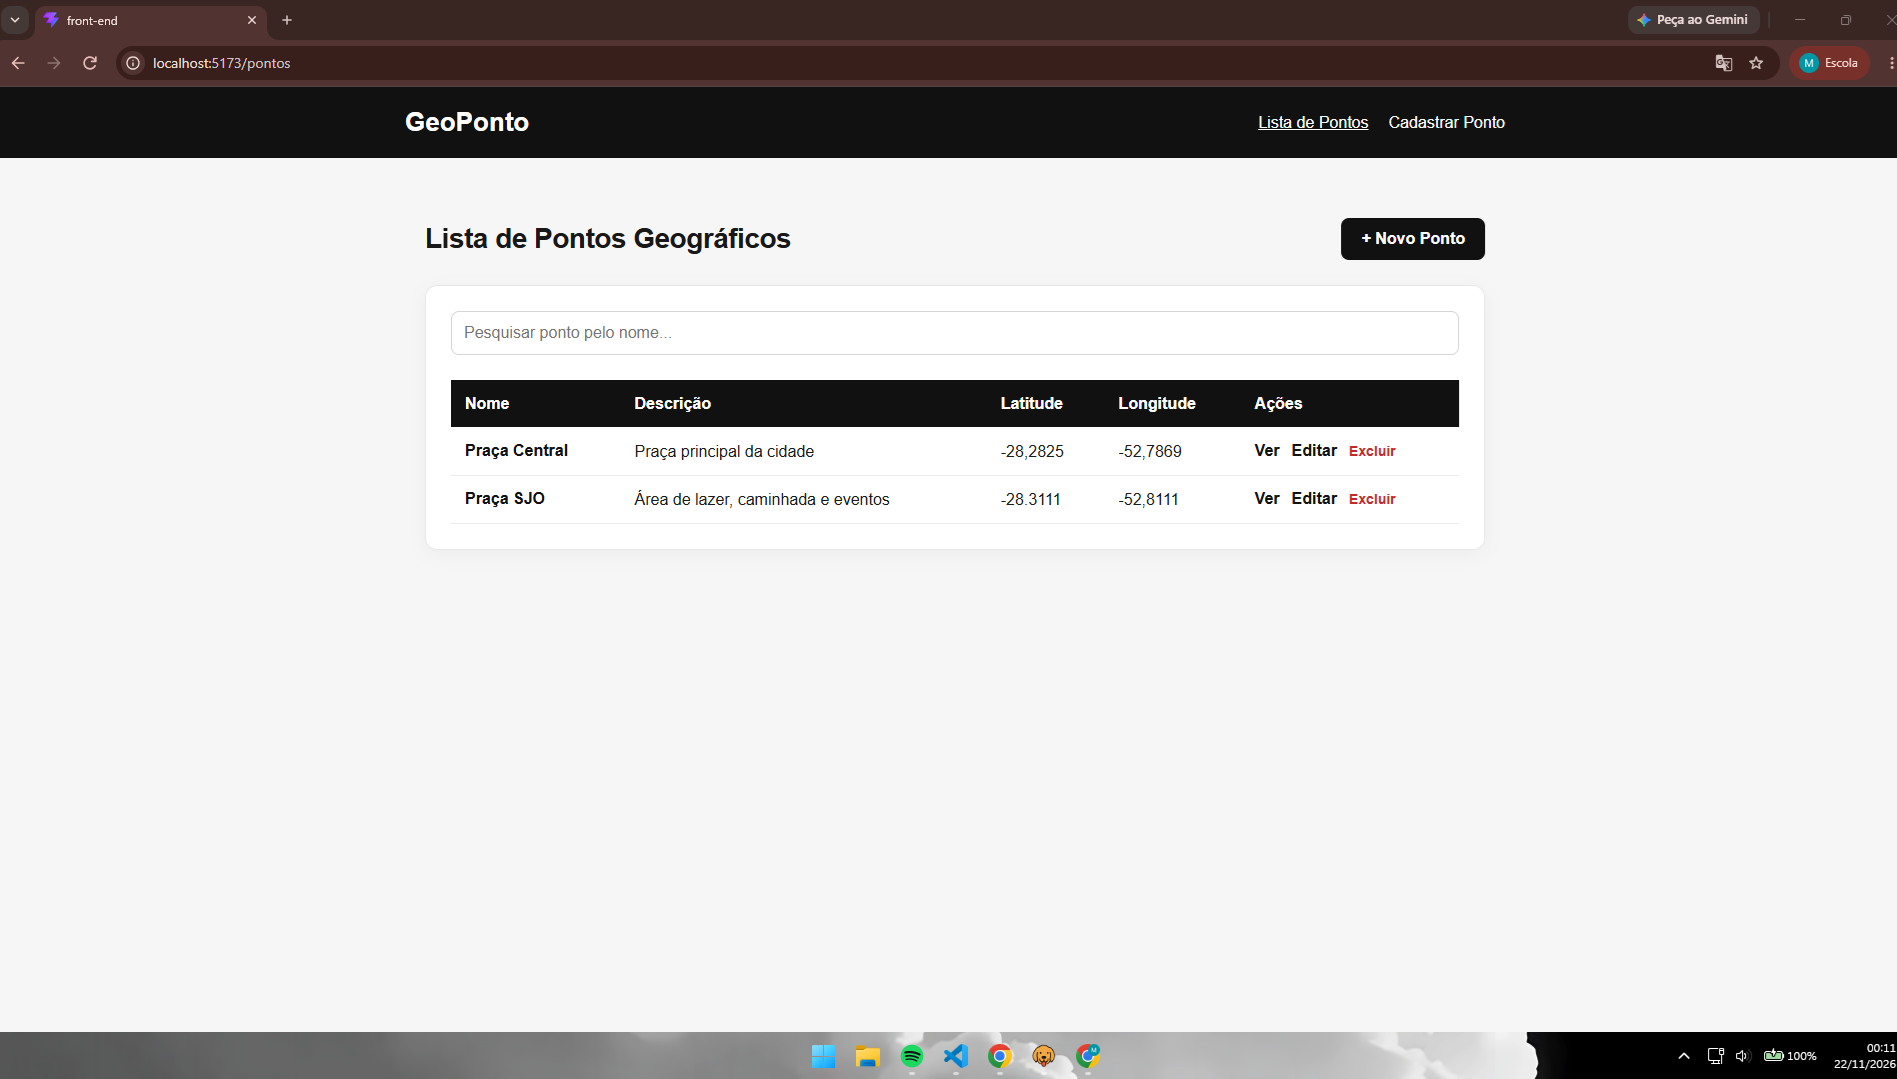 front-end
Peça ao Gemini
localhost:5173/pontos
M Escola
GeoPonto
Lista de Pontos Cadastrar Ponto
Lista de Pontos Geográficos
+ Novo Ponto
Pesquisar ponto pelo nome...
Nome Descrição Latitude Longitude Ações
Praça Central Praça principal da cidade -28,2825 -52,7869 Ver Editar Excluir
Praça SJO Área de lazer, caminhada e eventos -28.3111 -52,8111 Ver Editar Excluir
100%
00:11
22/11/2026